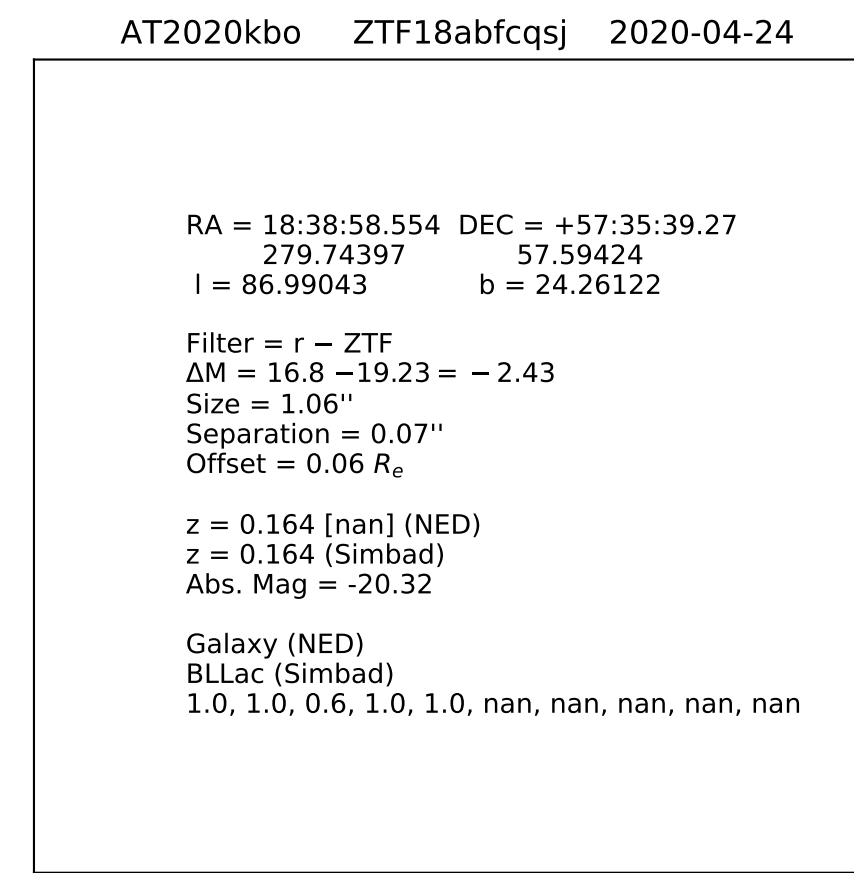 AT2020kbo ZTF18abfcqsj 2020-04-24
RA = 18:38:58.554 DEC = +57:35:39.27
279.74397 57.59424
l = 86.99043 b = 24.26122
Filter = r − ZTF
ΔM = 16.8 −19.23 = − 2.43
Size = 1.06''
Separation = 0.07''
Offset = 0.06 Re
z = 0.164 [nan] (NED)
z = 0.164 (Simbad)
Abs. Mag = -20.32
Galaxy (NED)
BLLac (Simbad)
1.0, 1.0, 0.6, 1.0, 1.0, nan, nan, nan, nan, nan